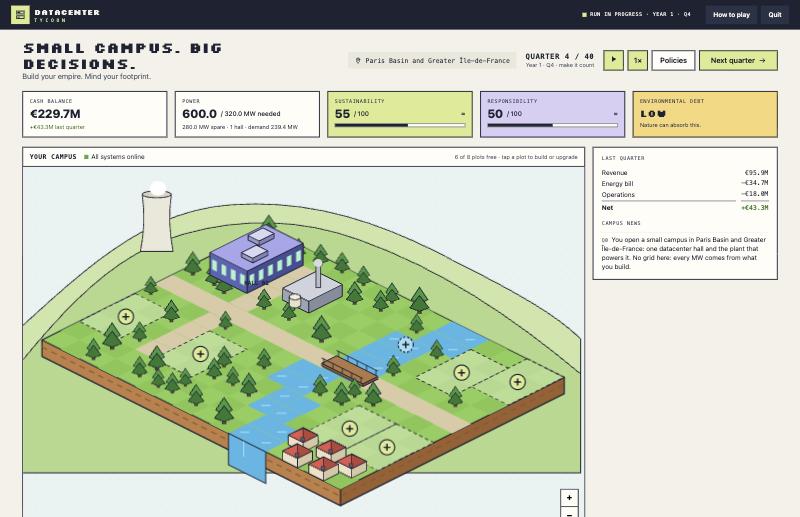 DATACENTER
TYCOON
RUN IN PROGRESS · YEAR 1 · Q4
How to play
Quit
SMALL CAMPUS. BIG
DECISIONS.
Build your empire. Mind your footprint.
Paris Basin and Greater Île-de-France
QUARTER 4 / 40
Year 1 · Q4 · make it count
1×
Policies
Next quarter →
CASH BALANCE
€229.7M
+€43.3M last quarter
POWER
600.0 / 320.0 MW needed
280.0 MW spare · 1 hall · demand 239.4 MW
SUSTAINABILITY
55 / 100
=
RESPONSIBILITY
50 / 100
=
ENVIRONMENTAL DEBT
LOW
Nature can absorb this.
YOUR CAMPUS
All systems online
6 of 8 plots free · tap a plot to build or upgrade
LAST QUARTER
Revenue €95.9M
Energy bill −€34.7M
Operations −€18.0M
Net +€43.3M
CAMPUS NEWS
Q0 You open a small campus in Paris Basin and Greater
Île-de-France: one datacenter hall and the plant that
powers it. No grid here: every MW comes from what
you build.
+
−